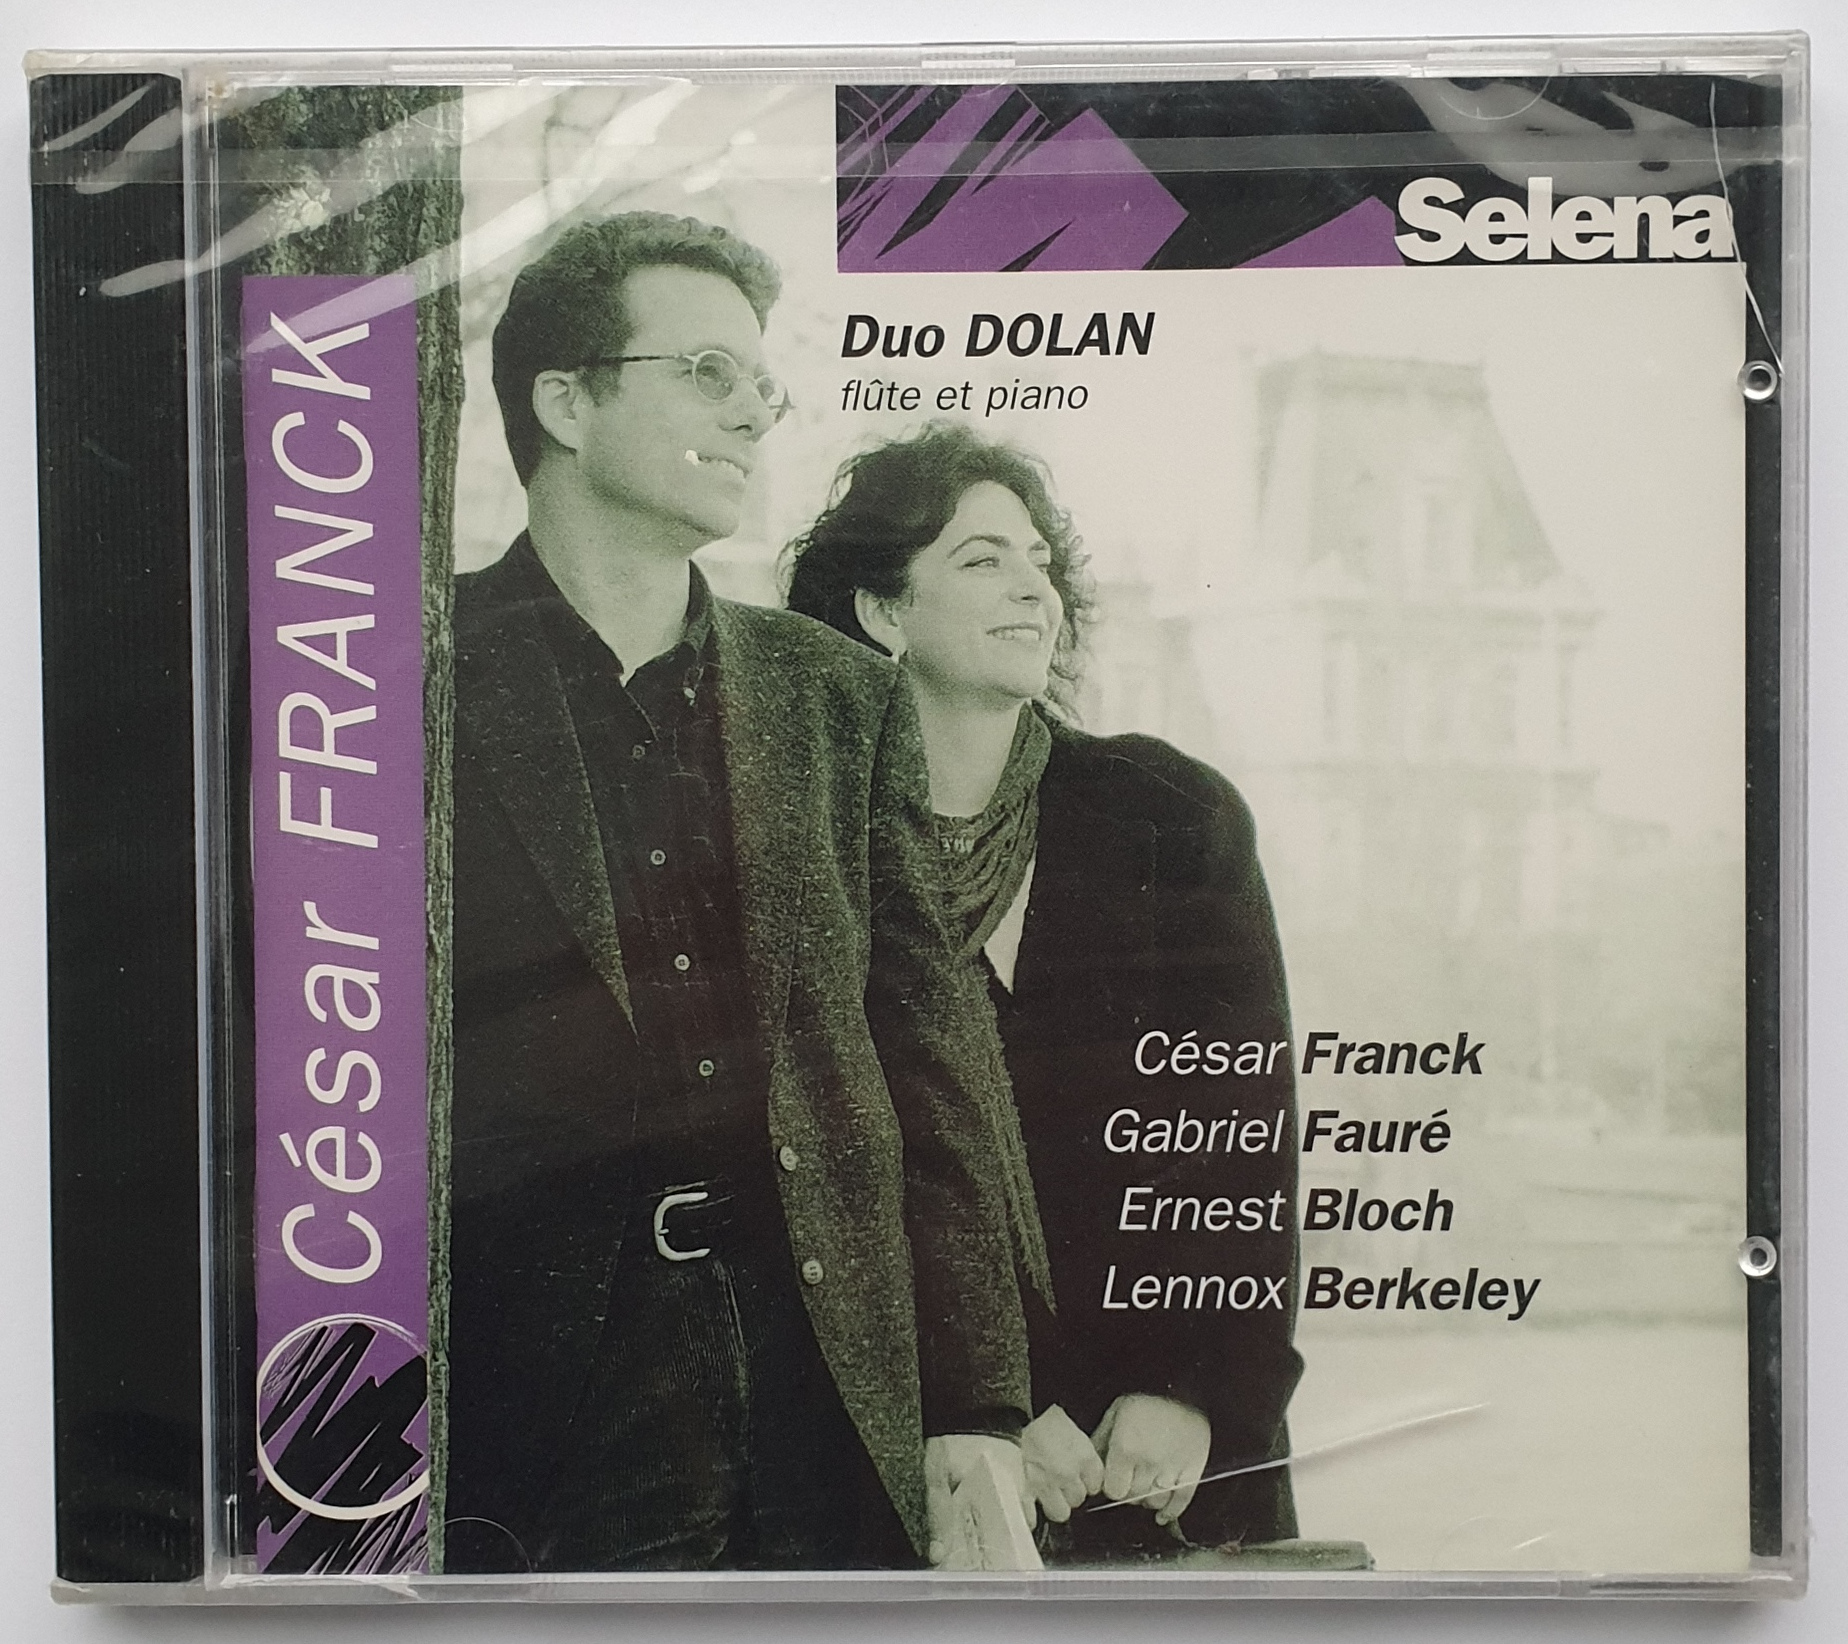 Selena
César FRANCK
Duo DOLAN
flûte et piano
César Franck
Gabriel Fauré
Ernest Bloch
Lennox Berkeley